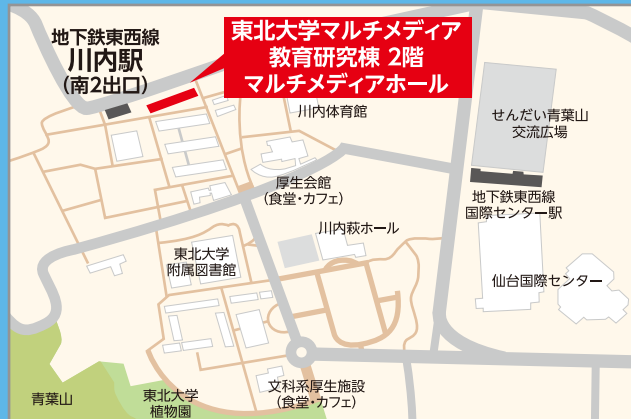 地下鉄東西線
川内駅
（南2出口）
東北大学マルチメディア
教育研究棟 2階
マルチメディアホール
川内体育館
せんだい青葉山
交流広場
地下鉄東西線
国際センター駅
厚生会館
（食堂・カフェ）
川内萩ホール
東北大学
附属図書館
仙台国際センター
文科系厚生施設
（食堂・カフェ）
青葉山
東北大学
植物園